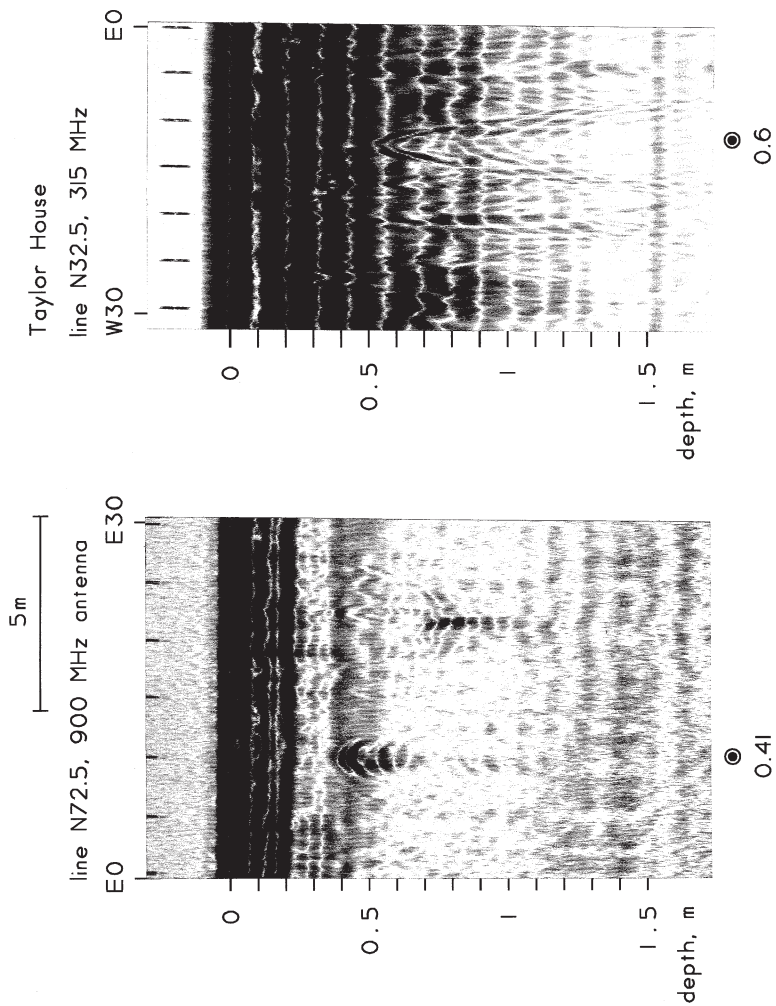 5m
line N72.5, 900 MHz antenna
E0
E30
0
0.5
1
1.5
depth, m
0.41
Taylor House
line N32.5, 315 MHz
W30
E0
0
0.5
1
1.5
depth, m
0.6